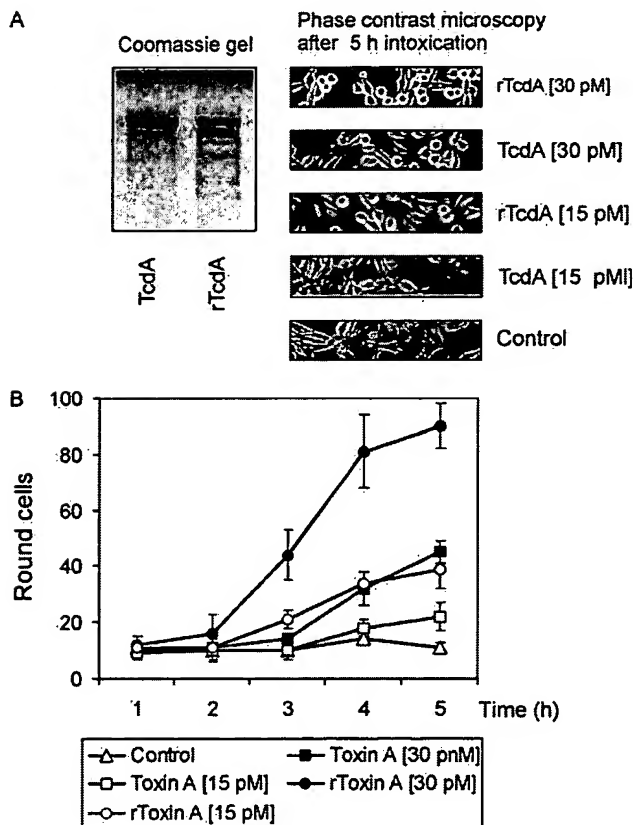 A
Coomassie gel
Phase contrast microscopy
after 5 h intoxication
rTcdA [30 pM]
TcdA [30 pM]
rTcdA [15 pM]
TcdA [15 pMl]
Control
TcdA
rTcdA
B
Round cells
100
80
60
40
20
0
1 2 3 4 5 Time (h)
Control
Toxin A [30 pnM]
Toxin A [15 pM]
rToxin A [30 pM]
rToxin A [15 pM]